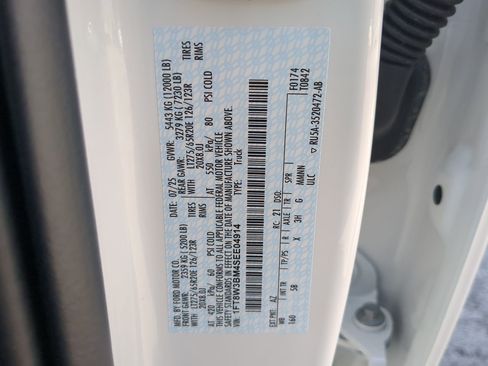 MFD. BY FORD MOTOR CO.
DATE: 07/25 GVWR: 5443 KG (12000 LB)
FRONT GAWR: 2359 KG (5200 LB) REAR GAWR: 3279 KG (7230 LB)
WITH LT275/65R20E 126/123R TIRES WITH LT275/65R20E 126/123R TIRES
20X8.0J RIMS 20X8.0J RIMS
AT 420 kPa/ 60 PSI COLD AT 550 kPa/ 80 PSI COLD
THIS VEHICLE CONFORMS TO ALL APPLICABLE FEDERAL MOTOR VEHICLE
SAFETY STANDARDS IN EFFECT ON THE DATE OF MANUFACTURE SHOWN ABOVE.
VIN: 1FT8W3BM4SEE04914
TYPE: Truck
F0174
T0B42
EXT PNT: AZ RC: 21 DSO:
WB INT TR TP/PS R AXLE TR SPR
160 SB X 3H G MMNNN
ULC
▽ RU5A-3520472-AB